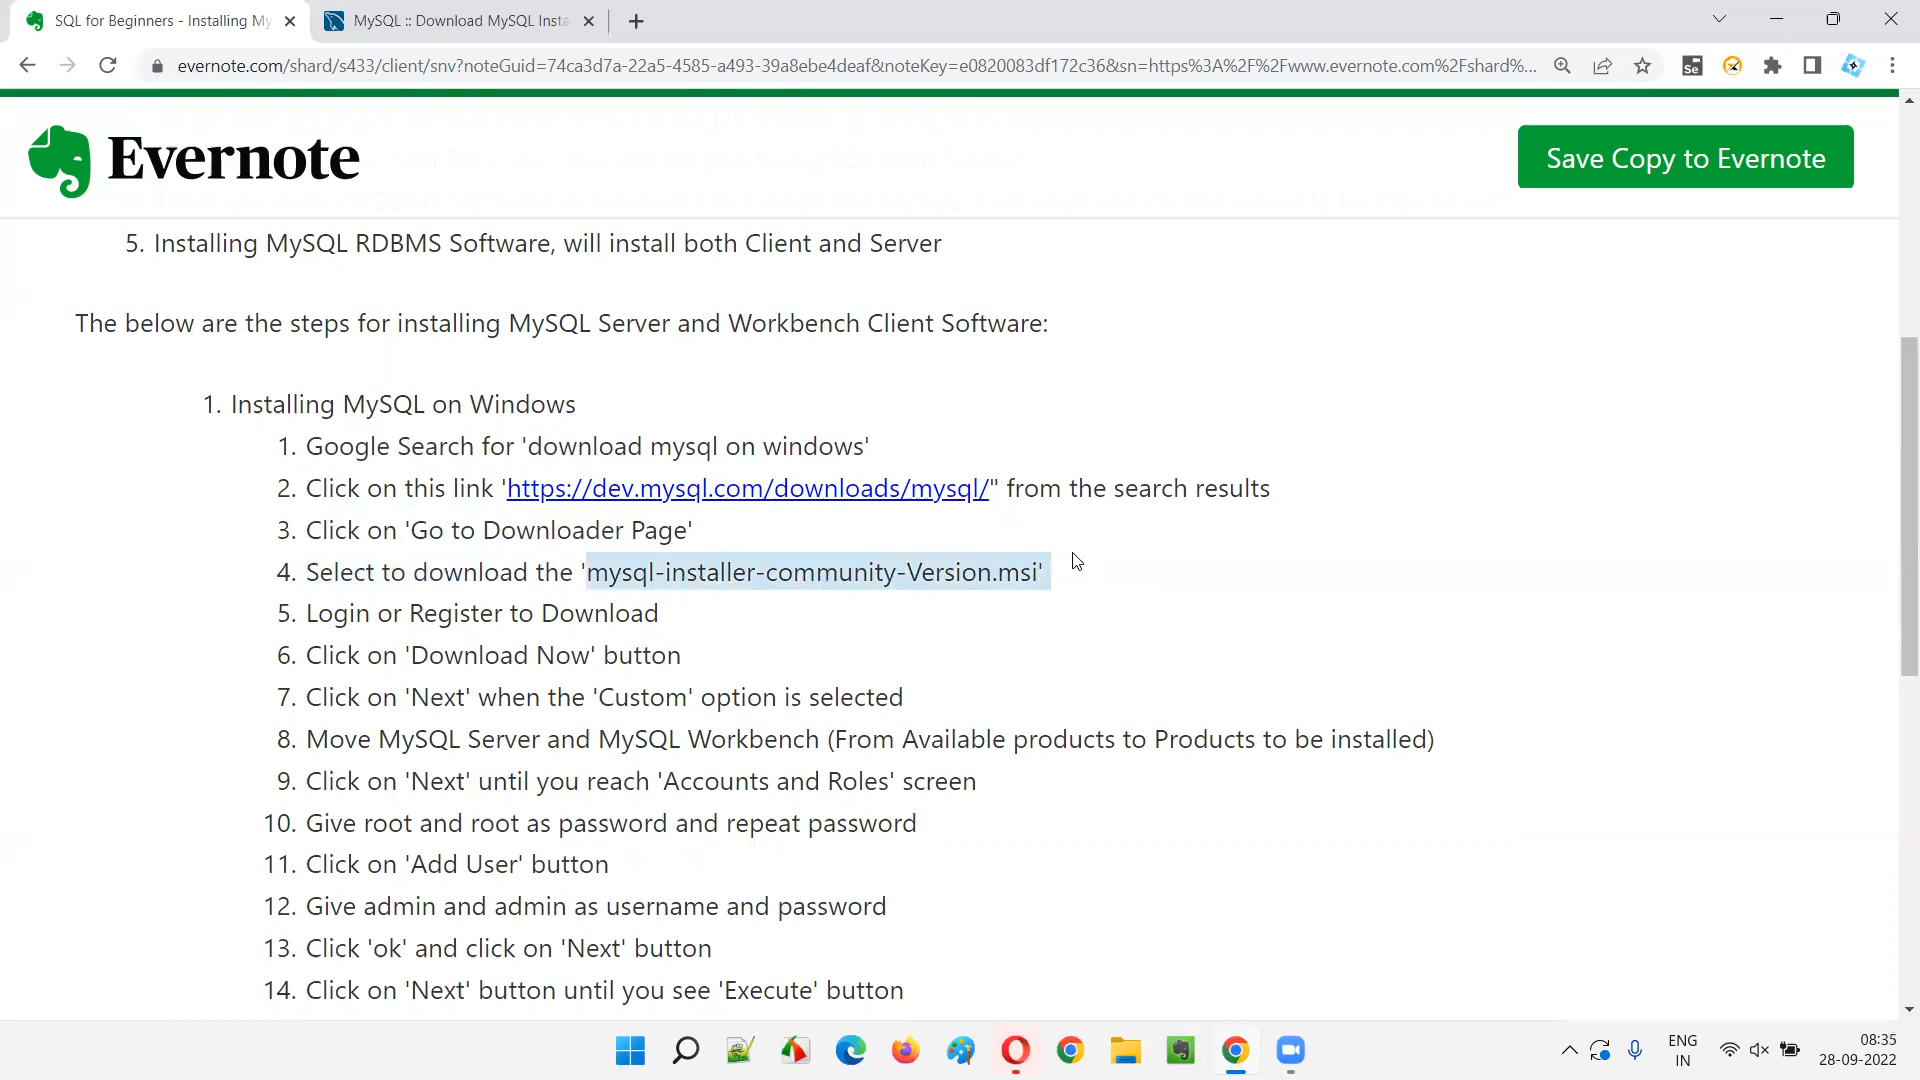 SQL for Beginners - Installing My
MySQL :: Download MySQL Insta
evernote.com/shard/s433/client/snv?noteGuid=74ca3d7a-22a5-4585-a493-39a8ebe4deaf&noteKey=e0820083df172c36&sn=https%3A%2F%2Fwww.evernote.com%2Fshard%...
Se
Evernote
Save Copy to Evernote
5. Installing MySQL RDBMS Software, will install both Client and Server
The below are the steps for installing MySQL Server and Workbench Client Software:
1. Installing MySQL on Windows
1. Google Search for 'download mysql on windows'
2. Click on this link 'https://dev.mysql.com/downloads/mysql/" from the search results
3. Click on 'Go to Downloader Page'
4. Select to download the 'mysql-installer-community-Version.msi'
5. Login or Register to Download
6. Click on 'Download Now' button
7. Click on 'Next' when the 'Custom' option is selected
8. Move MySQL Server and MySQL Workbench (From Available products to Products to be installed)
9. Click on 'Next' until you reach 'Accounts and Roles' screen
10. Give root and root as password and repeat password
11. Click on 'Add User' button
12. Give admin and admin as username and password
13. Click 'ok' and click on 'Next' button
14. Click on 'Next' button until you see 'Execute' button
ENG
IN
08:35
28-09-2022